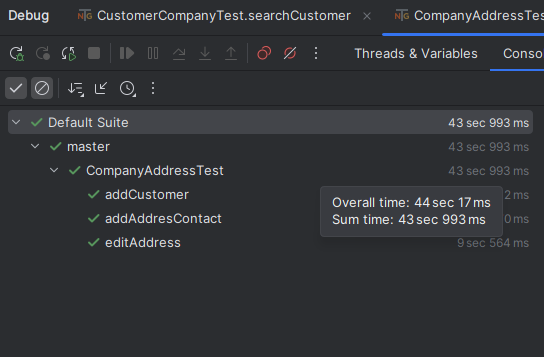 Debug
CustomerCompanyTest.searchCustomer
CompanyAddressTes
Threads & Variables
Conso
Default Suite 43 sec 993 ms
master 43 sec 993 ms
CompanyAddressTest 43 sec 993 ms
addCustomer 2 ms
addAddresContact 0 ms
editAddress 9 sec 564 ms
Overall time: 44 sec 17 ms
Sum time: 43 sec 993 ms